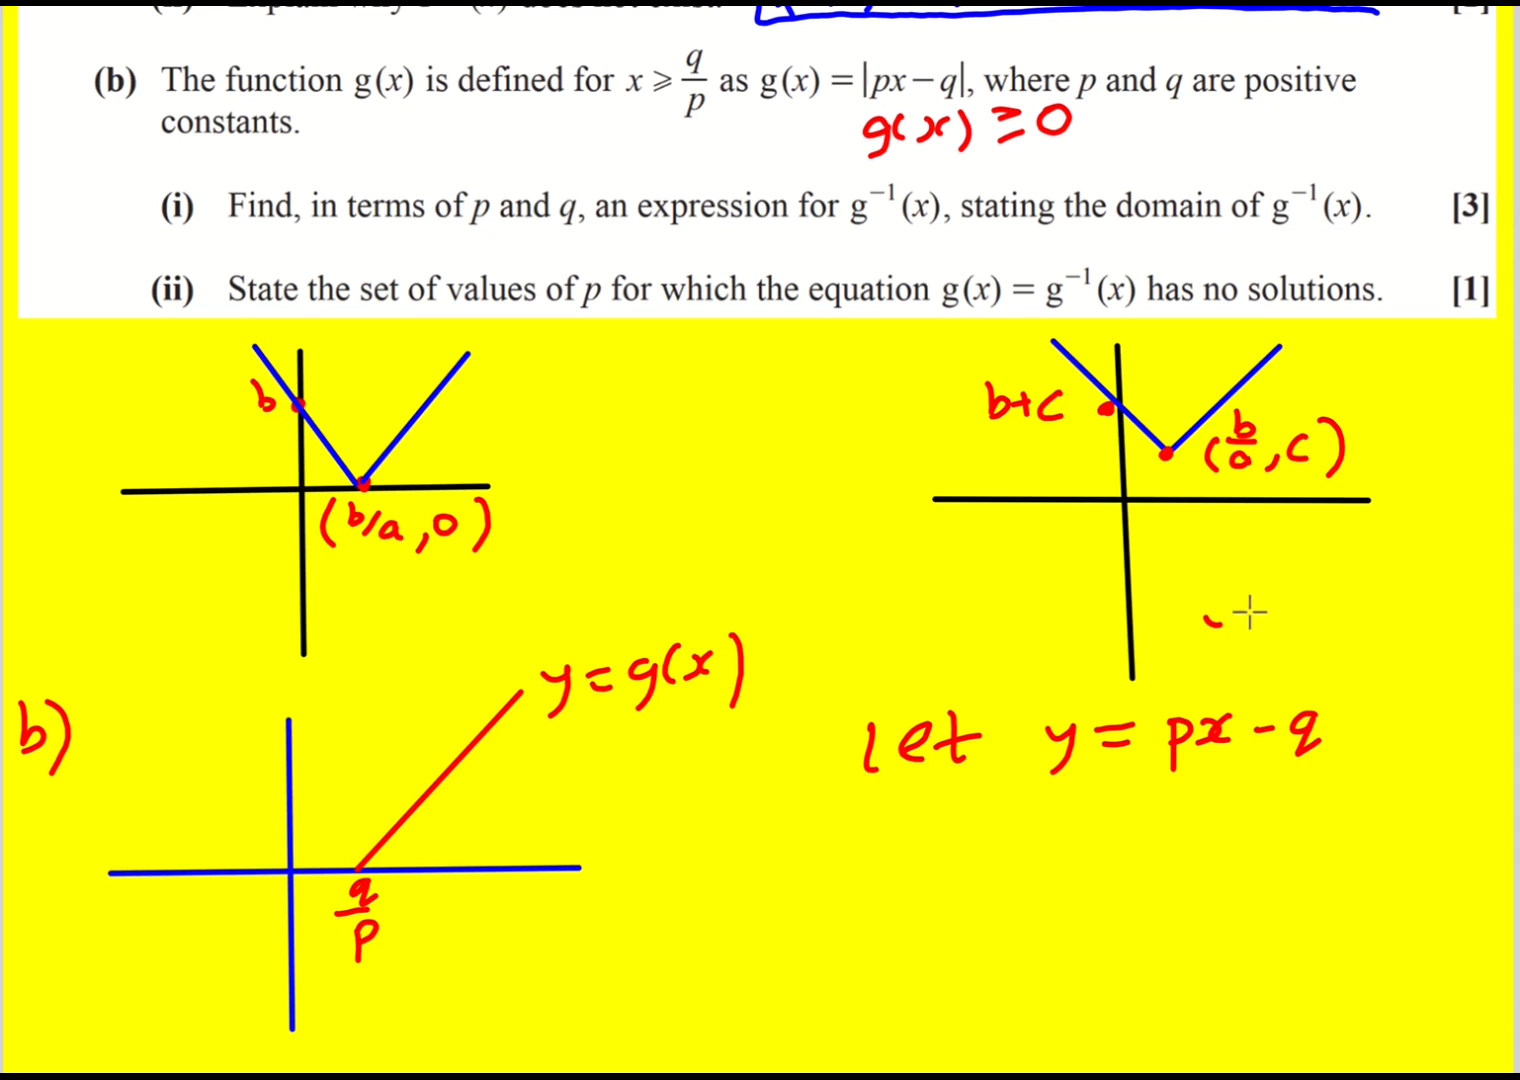 (b) The function g(x) is defined for x ⩾ q/p as g(x) = |px − q|, where p and q are positive
constants.
g(x) ≥ 0
(i) Find, in terms of p and q, an expression for g⁻¹(x), stating the domain of g⁻¹(x). [3]
(ii) State the set of values of p for which the equation g(x) = g⁻¹(x) has no solutions. [1]
b
(b/a, 0)
b+c
(b/a, c)
b)
y = g(x)
q/p
let y = px - q